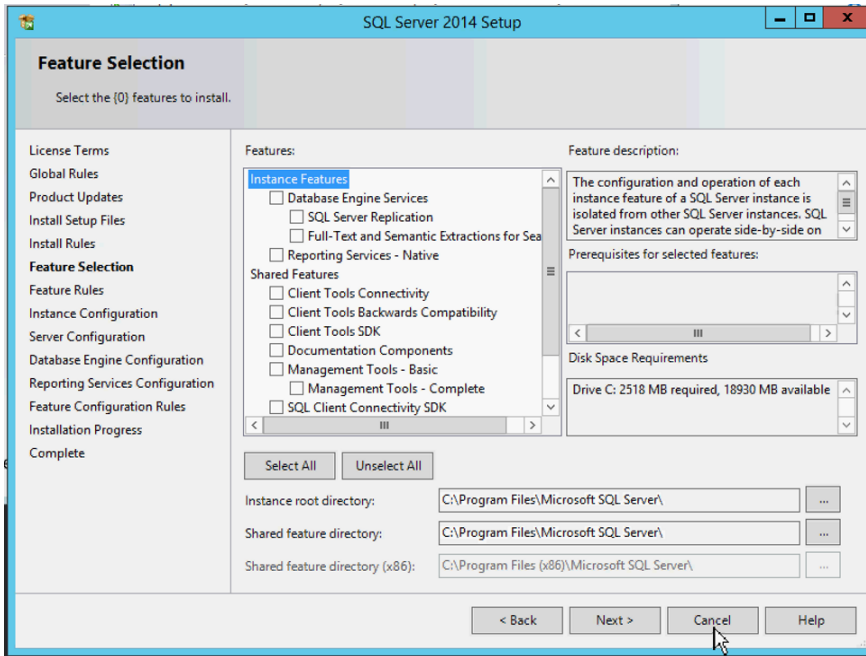 SQL Server 2014 Setup
Feature Selection
Select the {0} features to install.
License Terms
Global Rules
Product Updates
Install Setup Files
Install Rules
Feature Selection
Feature Rules
Instance Configuration
Server Configuration
Database Engine Configuration
Reporting Services Configuration
Feature Configuration Rules
Installation Progress
Complete
Features:
Instance Features
Database Engine Services
SQL Server Replication
Full-Text and Semantic Extractions for Sea
Reporting Services - Native
Shared Features
Client Tools Connectivity
Client Tools Backwards Compatibility
Client Tools SDK
Documentation Components
Management Tools - Basic
Management Tools - Complete
SQL Client Connectivity SDK
Feature description:
The configuration and operation of each
instance feature of a SQL Server instance is
isolated from other SQL Server instances. SQL
Server instances can operate side-by-side on
Prerequisites for selected features:
Disk Space Requirements
Drive C: 2518 MB required, 18930 MB available
Select All
Unselect All
Instance root directory:
C:\Program Files\Microsoft SQL Server\
...
Shared feature directory:
C:\Program Files\Microsoft SQL Server\
...
Shared feature directory (x86):
C:\Program Files (x86)\Microsoft SQL Server\
...
< Back
Next >
Cancel
Help